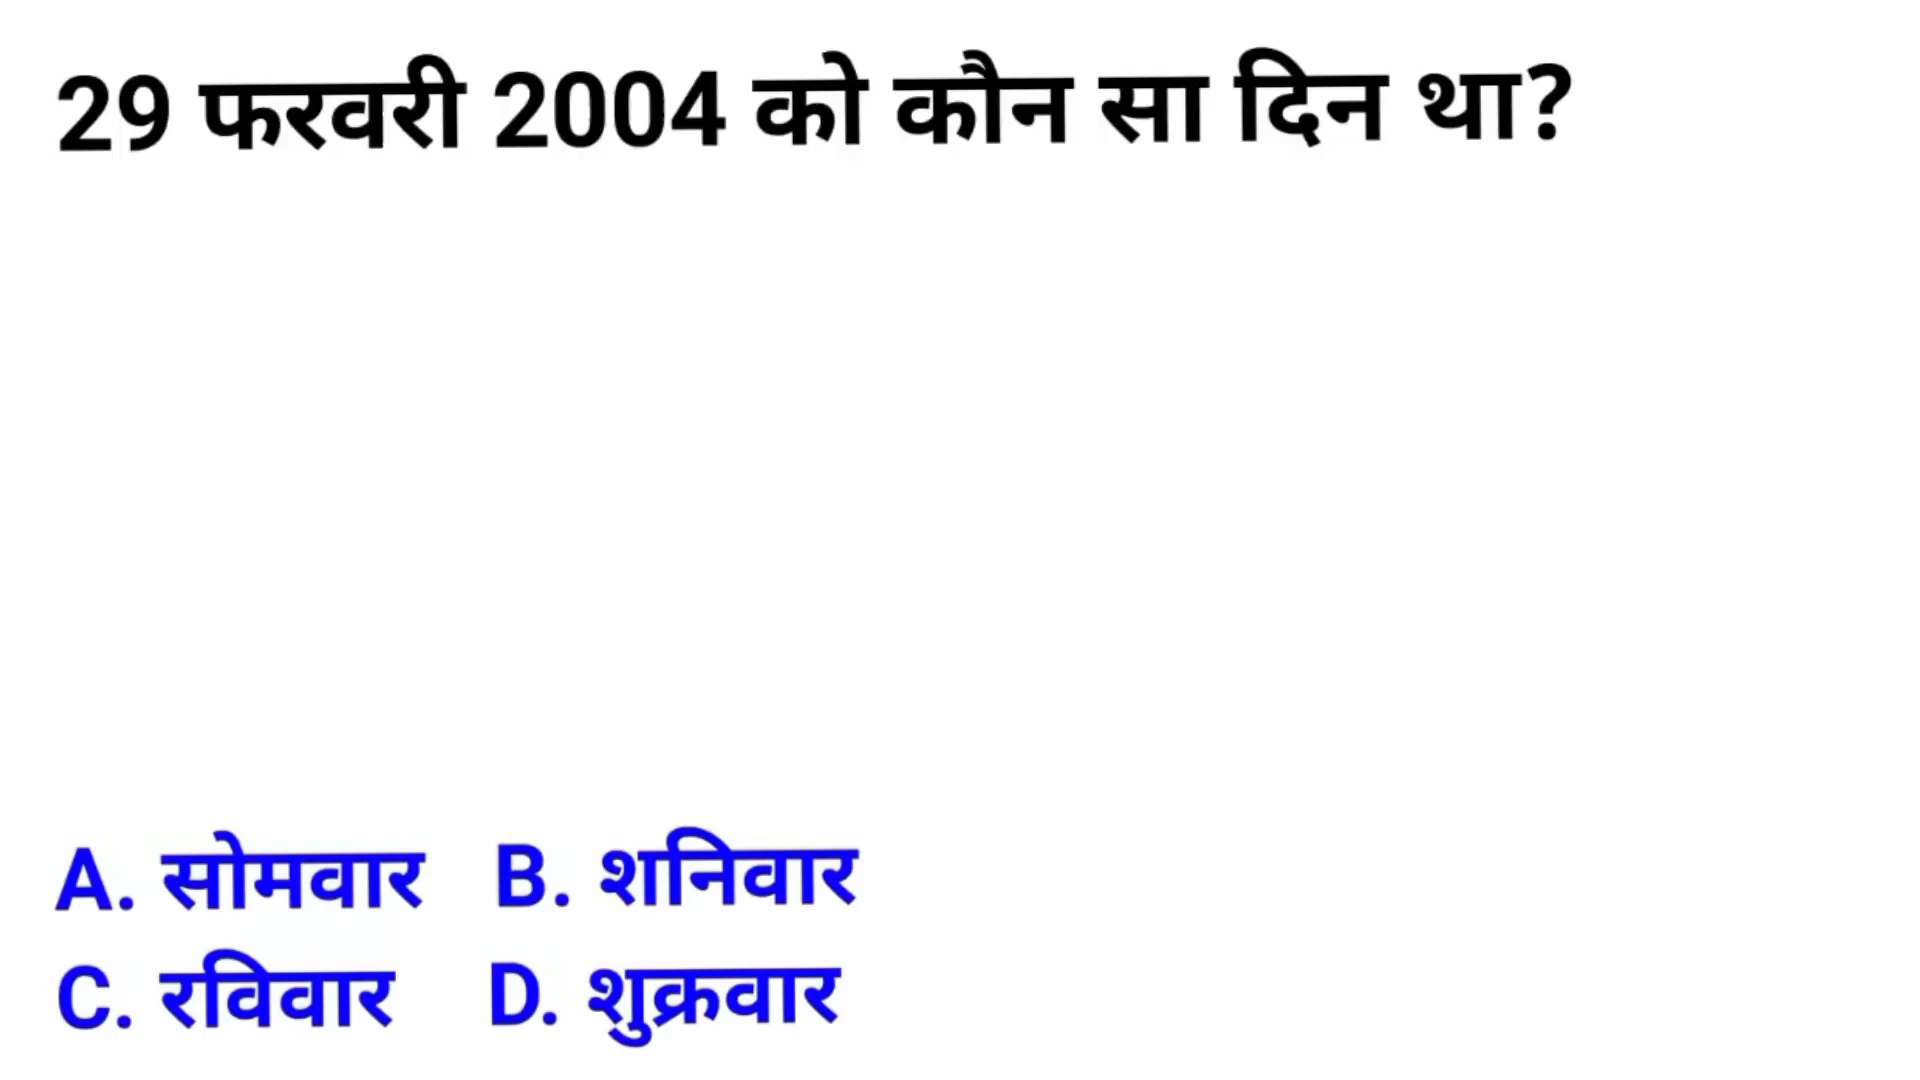 29 फरवरी 2004 को कौन सा दिन था?
A. सोमवार B. शनिवार
C. रविवार D. शुक्रवार